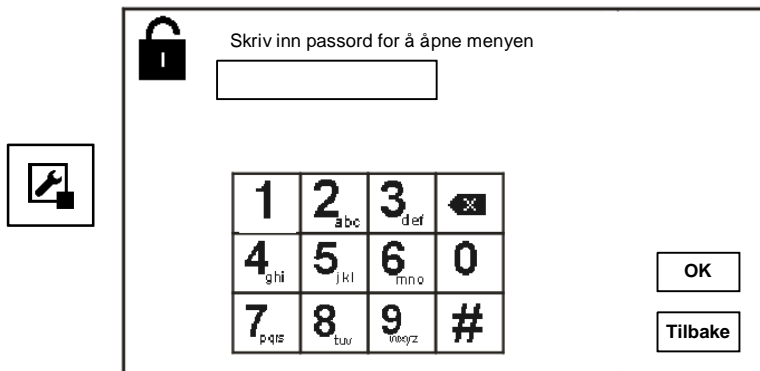 Skriv inn passord for å åpne menyen
1 2 abc 3 def
4 ghi 5 jkl 6 mno 0
7 pqrs 8 tuv 9 wxyz #
OK
Tilbake